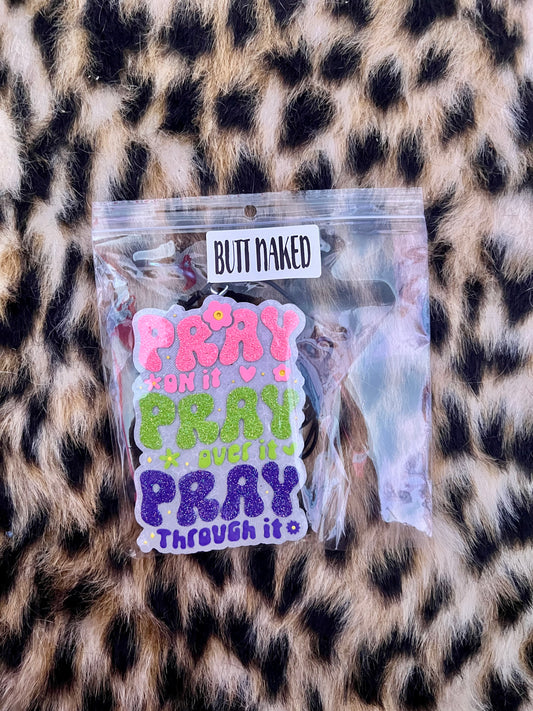 BUTT NAKED
PRAY
ON it
PRAY
over it
PRAY
Through it